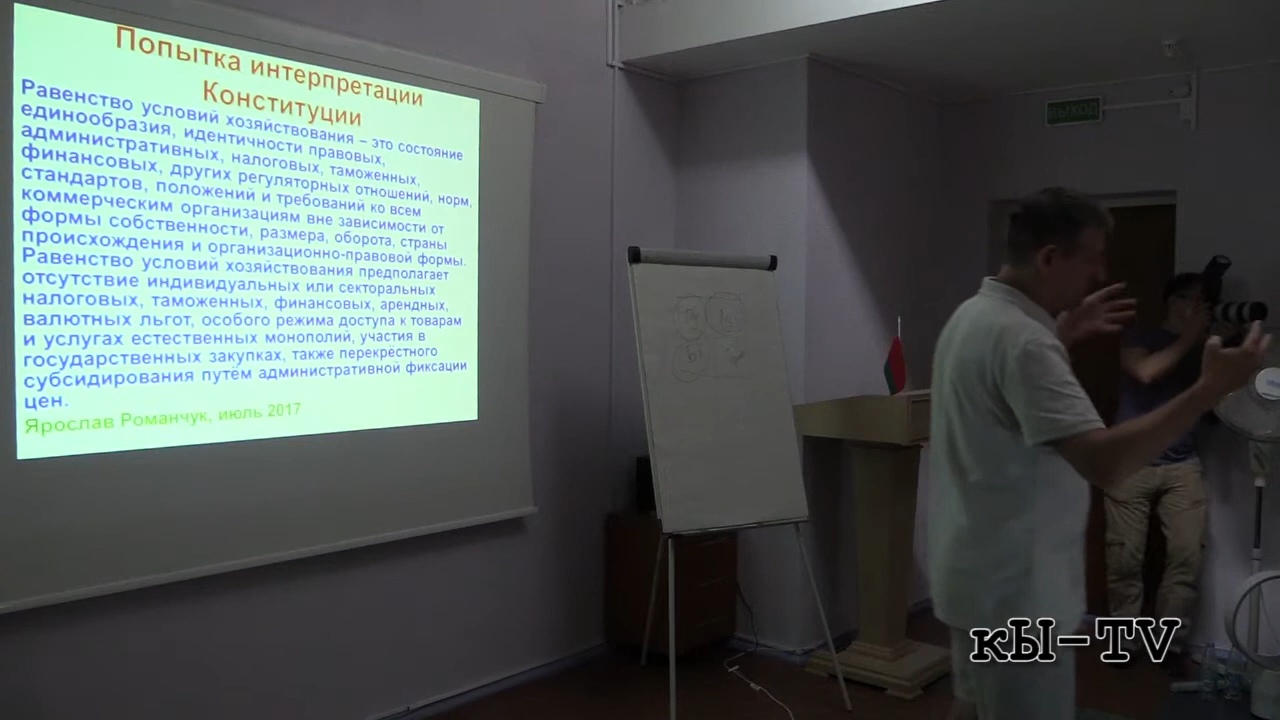 Попытка интерпретации
Конституции
Равенство условий хозяйствования – это состояние
единообразия, идентичности правовых,
административных, налоговых, таможенных,
финансовых, других регуляторных отношений, норм,
стандартов, положений и требований ко всем
коммерческим организациям вне зависимости от
формы собственности, размера, оборота, страны
происхождения и организационно-правовой формы.
Равенство условий хозяйствования предполагает
отсутствие индивидуальных или секторальных
налоговых, таможенных, финансовых, арендных,
валютных льгот, особого режима доступа к товарам
и услугах естественных монополий, участия в
государственных закупках, также перекрёстного
субсидирования путём административной фиксации
цен.
Ярослав Романчук, июль 2017
ВЫХОД
кЫ-TV